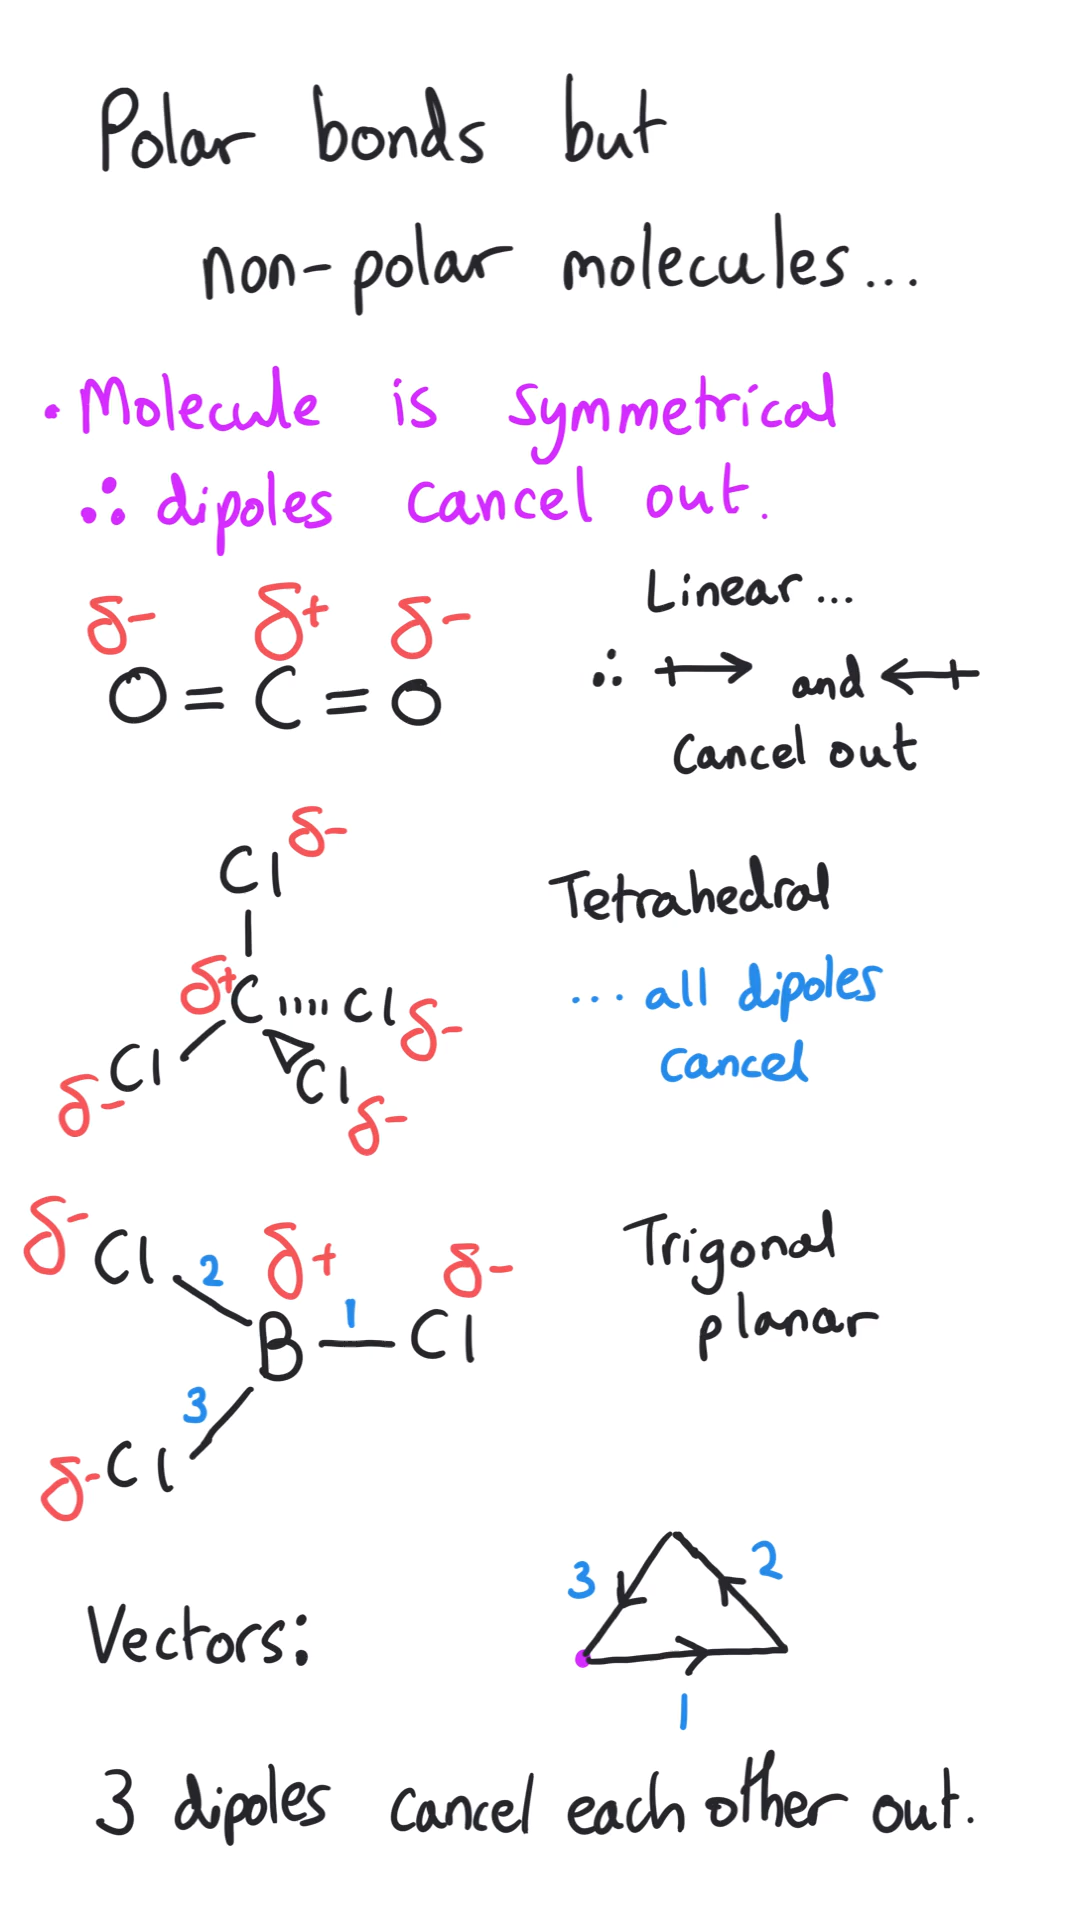 Polar bonds but
non-polar molecules...
• Molecule is symmetrical
∴ dipoles cancel out.
δ- δ+ δ-
O = C = O
Linear...
∴ ⟼ and ⟻
cancel out
Cl δ-
δ+ C Cl δ-
Cl δ-
Cl δ-
Tetrahedral
... all dipoles
cancel
δ- Cl 2 δ+ δ-
B 1 Cl
3
δ- Cl
Trigonal
planar
Vectors:
3 2
1
3 dipoles cancel each other out.